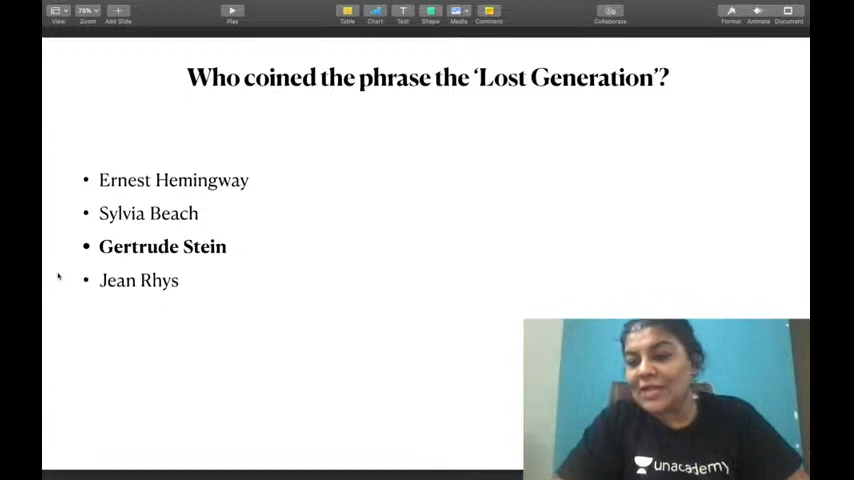 View
75%
Zoom
Add Slide
Play
Table
Chart
Text
Shape
Media
Comment
Collaborate
Format
Animate
Document
Who coined the phrase the ‘Lost Generation’?
• Ernest Hemingway
• Sylvia Beach
• Gertrude Stein
• Jean Rhys
unacademy